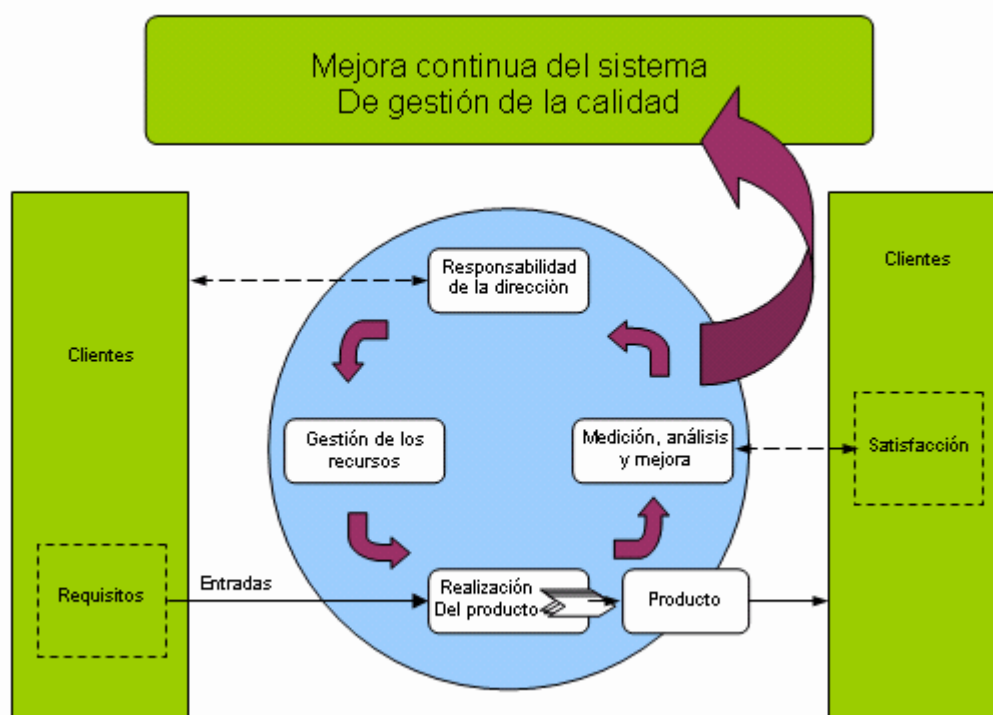 Mejora continua del sistema
De gestión de la calidad
Responsabilidad
de la dirección
Clientes
Clientes
Gestión de los
recursos
Medición, análisis
y mejora
Satisfacción
Requisitos
Entradas
Realización
Del producto
Producto